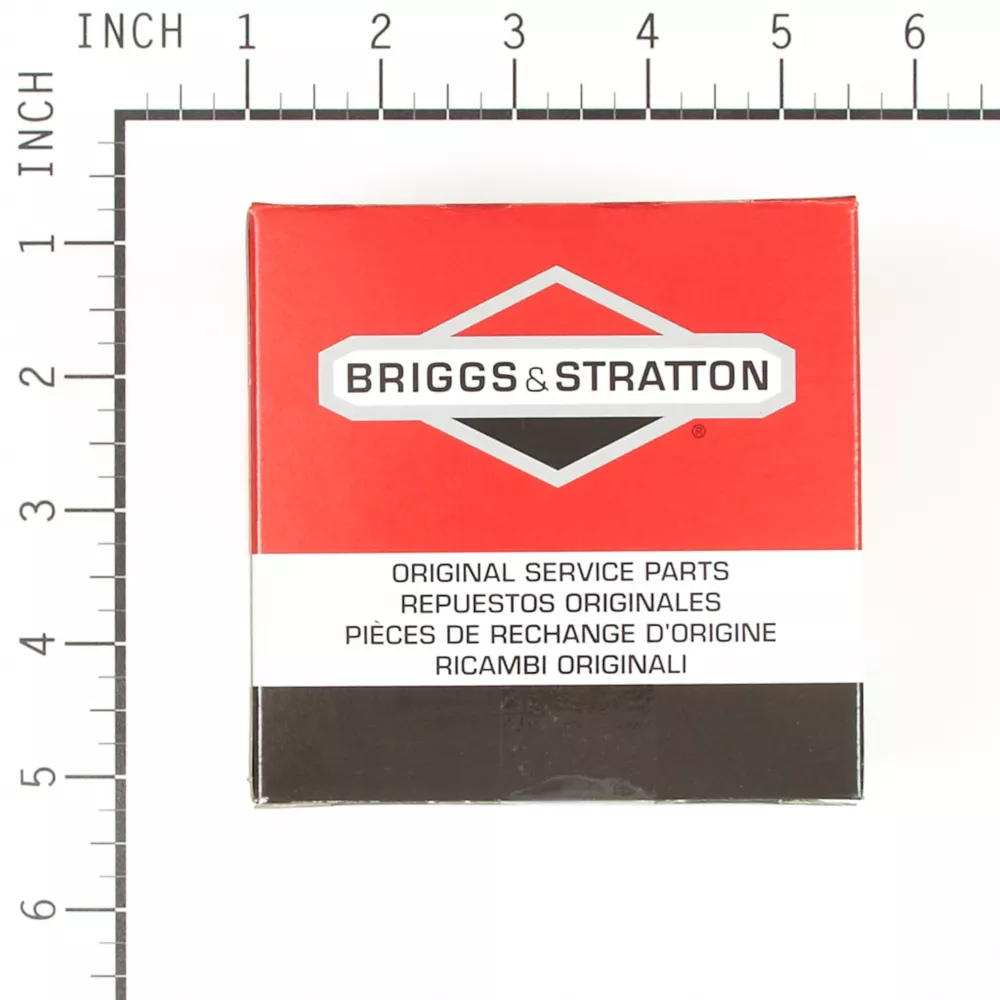 INCH 1 2 3 4 5 6
INCH
1
2
3
4
5
6
BRIGGS & STRATTON
®
ORIGINAL SERVICE PARTS
REPUESTOS ORIGINALES
PIÈCES DE RECHANGE D'ORIGINE
RICAMBI ORIGINALI